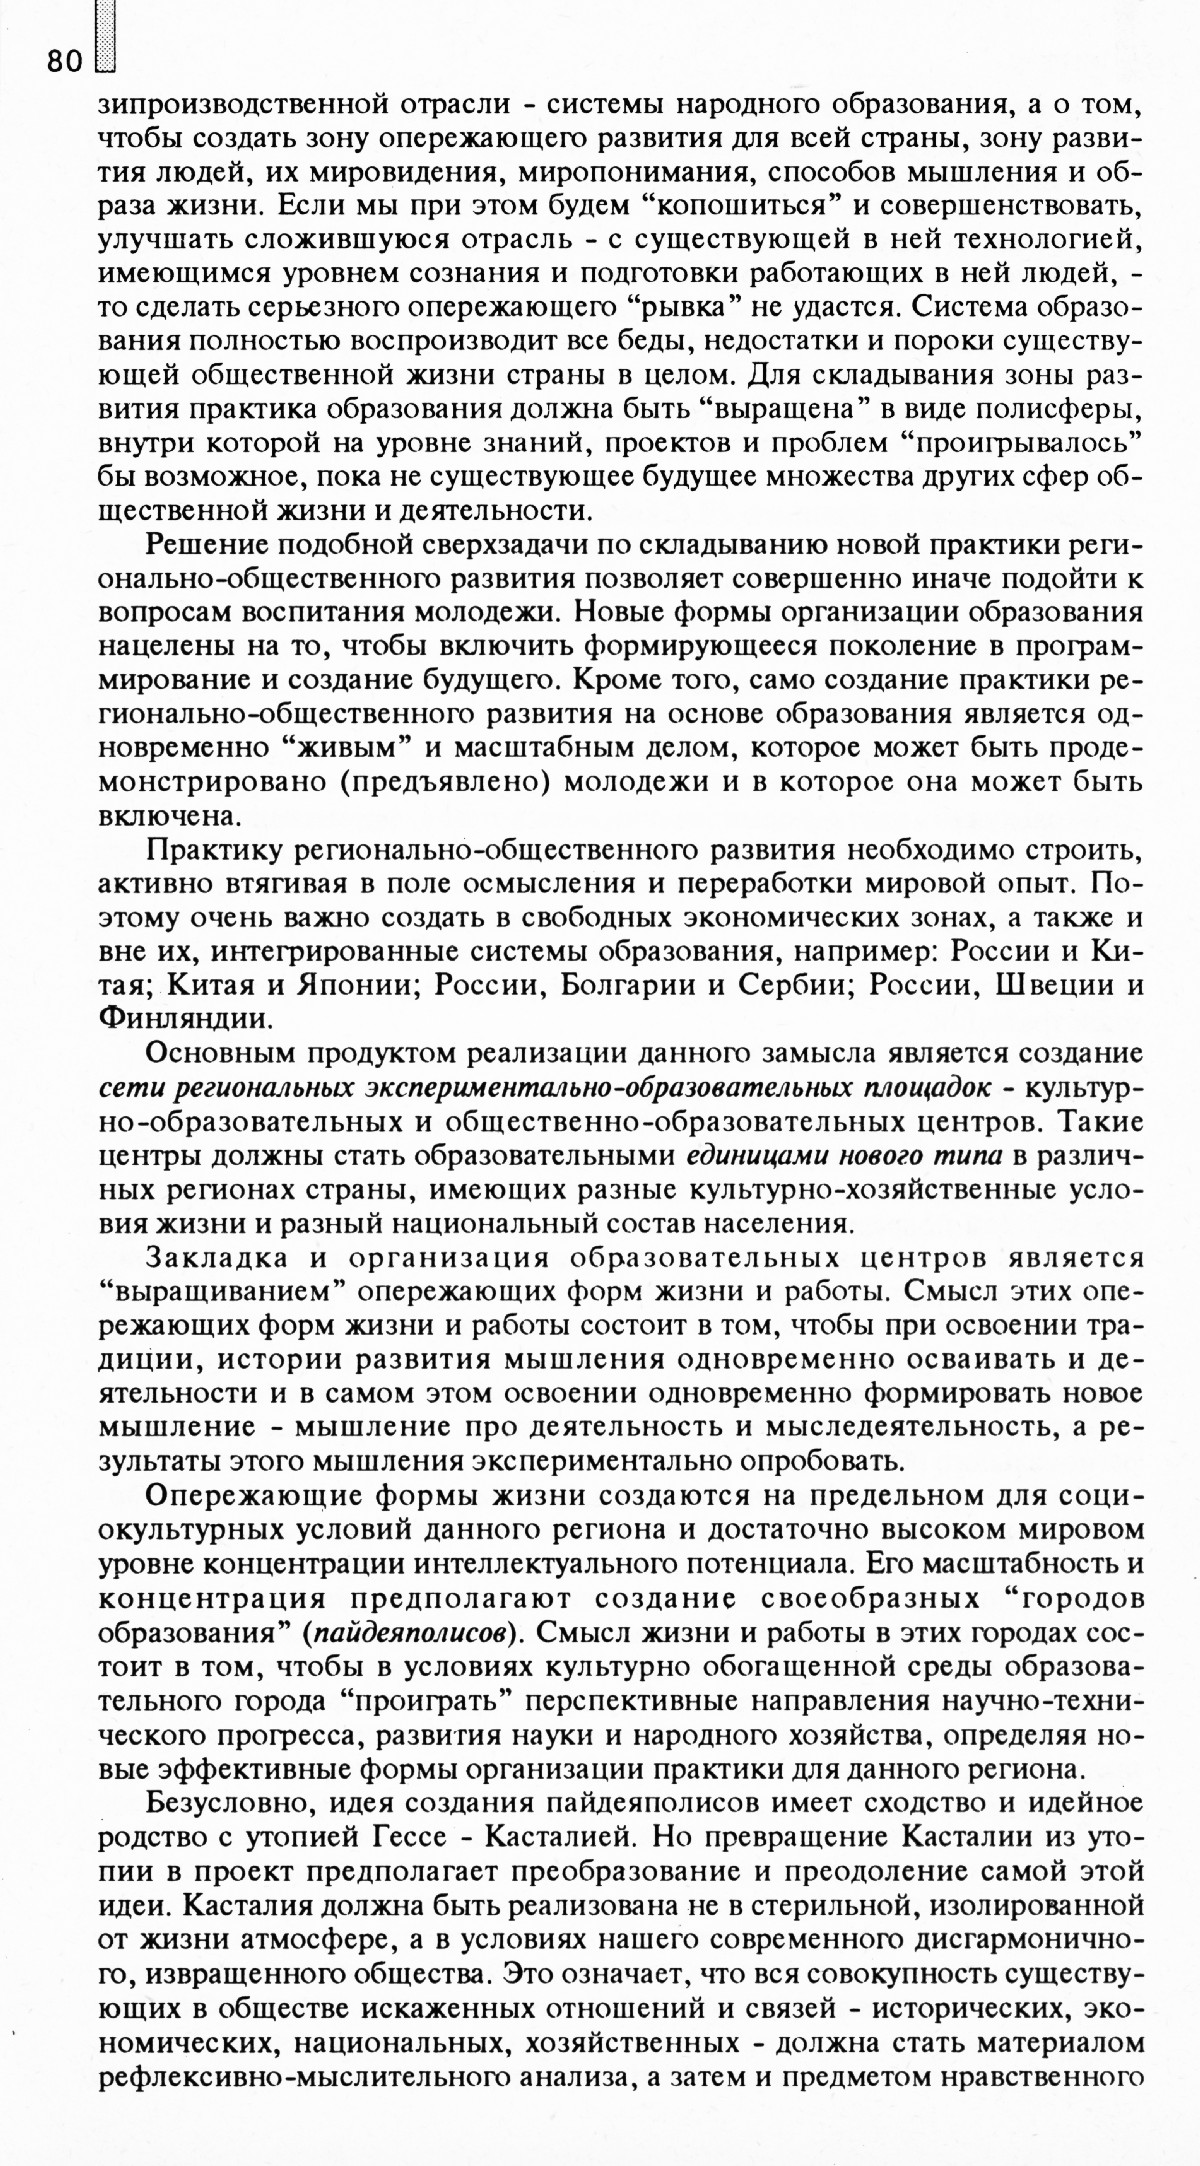 80
зипроизводственной отрасли - системы народного образования, а о том,
чтобы создать зону опережающего развития для всей страны, зону разви-
тия людей, их мировидения, миропонимания, способов мышления и об-
раза жизни. Если мы при этом будем “копошиться” и совершенствовать,
улучшать сложившуюся отрасль - с существующей в ней технологией,
имеющимся уровнем сознания и подготовки работающих в ней людей, -
то сделать серьезного опережающего “рывка” не удастся. Система образо-
вания полностью воспроизводит все беды, недостатки и пороки существу-
ющей общественной жизни страны в целом. Для складывания зоны раз-
вития практика образования должна быть “выращена” в виде полисферы,
внутри которой на уровне знаний, проектов и проблем “проигрывалось”
бы возможное, пока не существующее будущее множества других сфер об-
щественной жизни и деятельности.
Решение подобной сверхзадачи по складыванию новой практики реги-
онально-общественного развития позволяет совершенно иначе подойти к
вопросам воспитания молодежи. Новые формы организации образования
нацелены на то, чтобы включить формирующееся поколение в програм-
мирование и создание будущего. Кроме того, само создание практики ре-
гионально-общественного развития на основе образования является од-
новременно “живым” и масштабным делом, которое может быть проде-
монстрировано (предъявлено) молодежи и в которое она может быть
включена.
Практику регионально-общественного развития необходимо строить,
активно втягивая в поле осмысления и переработки мировой опыт. По-
этому очень важно создать в свободных экономических зонах, а также и
вне их, интегрированные системы образования, например: России и Ки-
тая; Китая и Японии; России, Болгарии и Сербии; России, Швеции и
Финляндии.
Основным продуктом реализации данного замысла является создание
сети региональных экспериментально-образовательных площадок - культур-
но-образовательных и общественно-образовательных центров. Такие
центры должны стать образовательными единицами нового типа в различ-
ных регионах страны, имеющих разные культурно-хозяйственные усло-
вия жизни и разный национальный состав населения.
Закладка и организация образовательных центров является
“выращиванием” опережающих форм жизни и работы. Смысл этих опе-
режающих форм жизни и работы состоит в том, чтобы при освоении тра-
диции, истории развития мышления одновременно осваивать и де-
ятельности и в самом этом освоении одновременно формировать новое
мышление - мышление про деятельность и мыследеятельность, а ре-
зультаты этого мышления экспериментально опробовать.
Опережающие формы жизни создаются на предельном для соци-
окультурных условий данного региона и достаточно высоком мировом
уровне концентрации интеллектуального потенциала. Его масштабность и
концентрация предполагают создание своеобразных “городов
образования” (пайдеяполисов). Смысл жизни и работы в этих городах сос-
тоит в том, чтобы в условиях культурно обогащенной среды образова-
тельного города “проиграть” перспективные направления научно-техни-
ческого прогресса, развития науки и народного хозяйства, определяя но-
вые эффективные формы организации практики для данного региона.
Безусловно, идея создания пайдеяполисов имеет сходство и идейное
родство с утопией Гессе - Касталией. Но превращение Касталии из уто-
пии в проект предполагает преобразование и преодоление самой этой
идеи. Касталия должна быть реализована не в стерильной, изолированной
от жизни атмосфере, а в условиях нашего современного дисгармонично-
го, извращенного общества. Это означает, что вся совокупность существу-
ющих в обществе искаженных отношений и связей - исторических, эко-
номических, национальных, хозяйственных - должна стать материалом
рефлексивно-мыслительного анализа, а затем и предметом нравственного